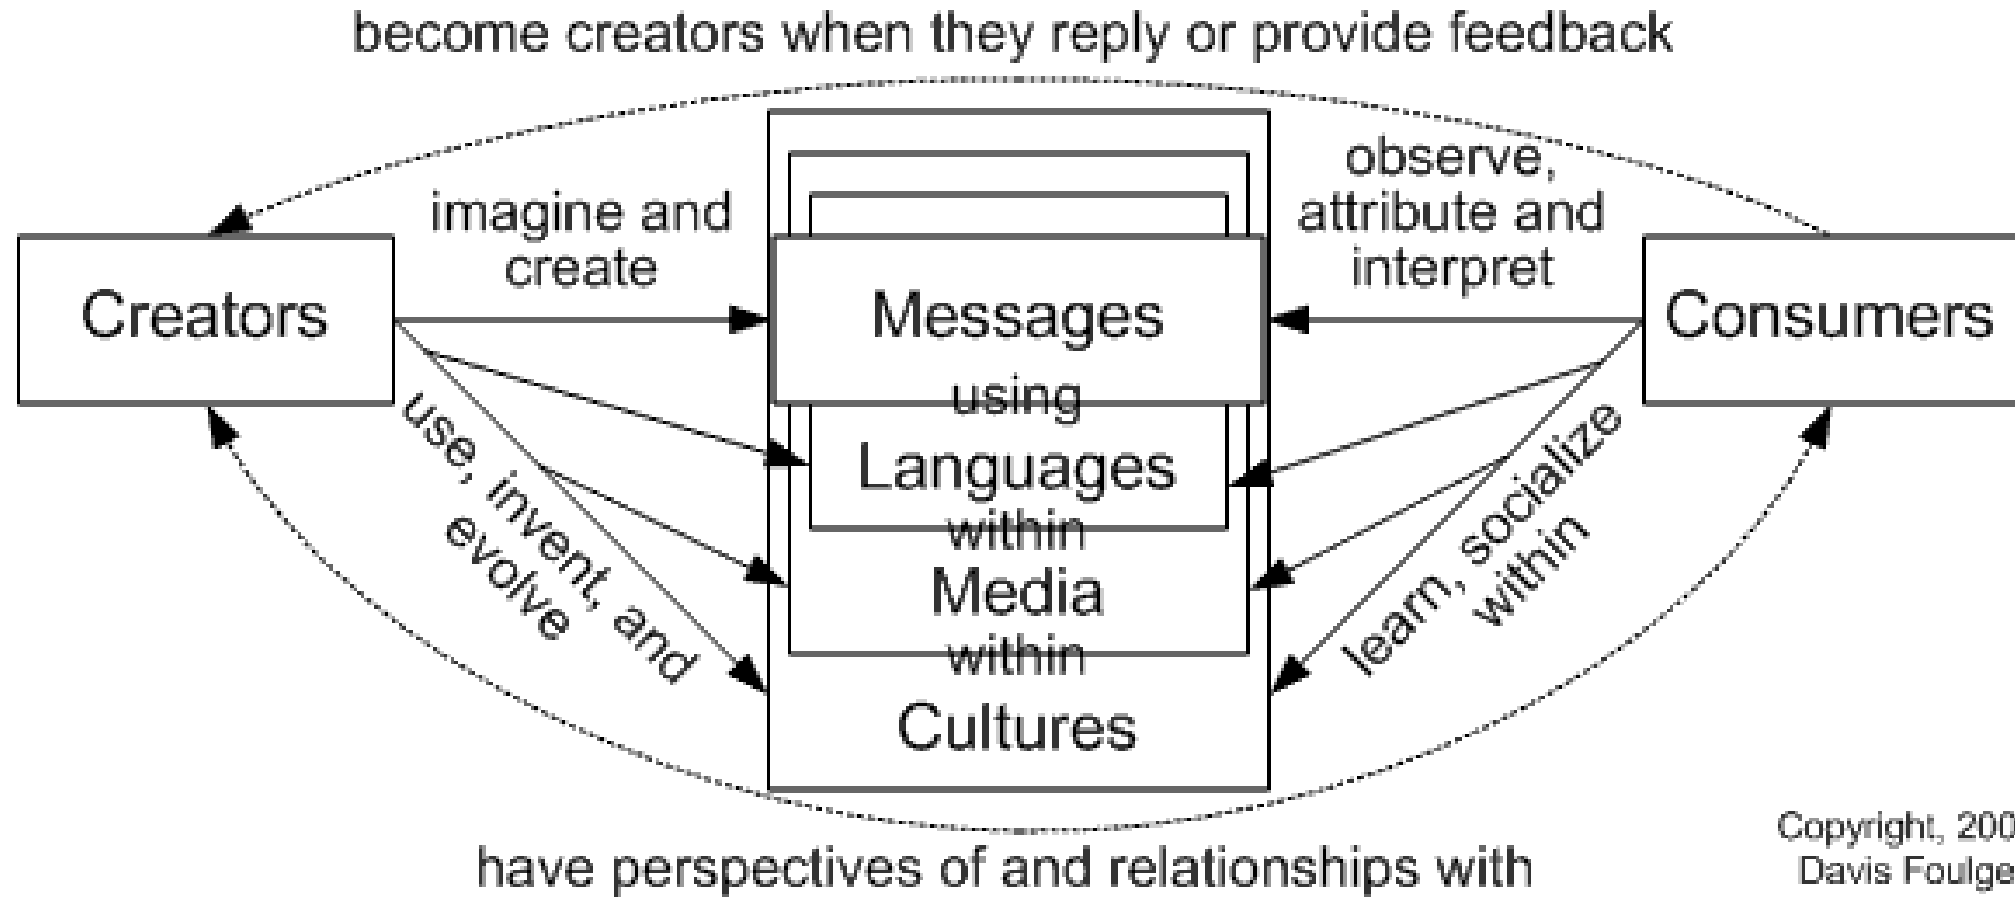 become creators when they reply or provide feedback
imagine and
create
observe,
attribute and
interpret
Creators
Messages
Consumers
using
Languages
within
Media
within
Cultures
use, invent, and
evolve
learn, socialize
within
have perspectives of and relationships with
Copyright, 200
Davis Foulge